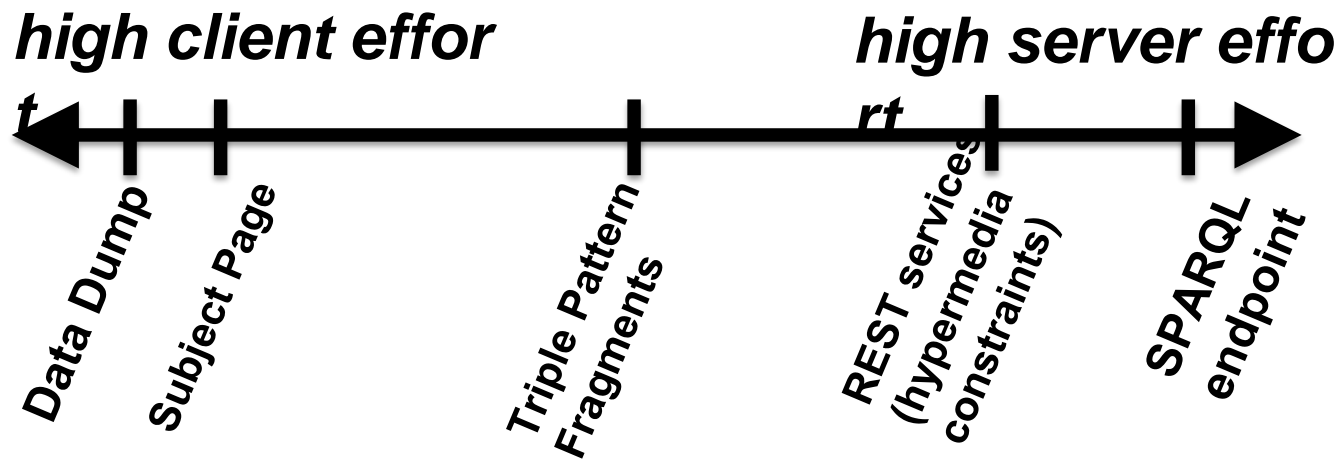 high client effor
t
high server effo
rt
Data Dump
Subject Page
Triple Pattern
Fragments
REST services
(hypermedia
constraints)
SPARQL
endpoint